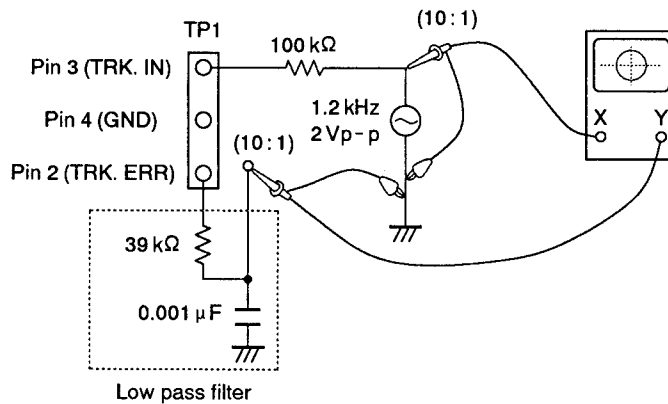 TP1
(10 : 1)
100 kΩ
Pin 3 (TRK. IN)
Pin 4 (GND)
1.2 kHz
2 Vp-p
X
Y
(10 : 1)
Pin 2 (TRK. ERR)
39 kΩ
0.001 μF
Low pass filter